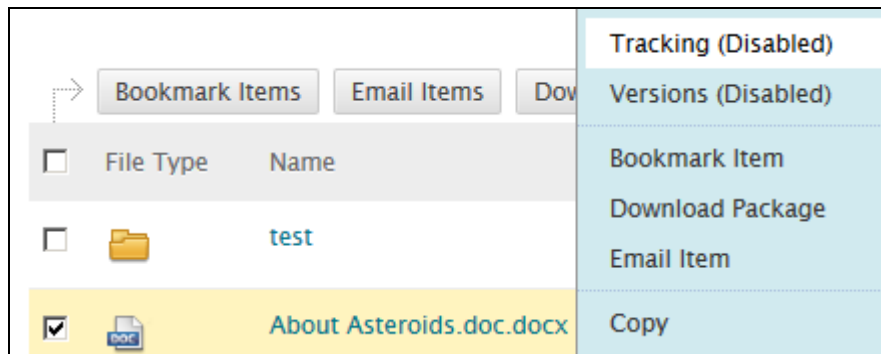 Tracking (Disabled)
Versions (Disabled)
Bookmark Item
Download Package
Email Item
Copy
Bookmark Items Email Items
File Type Name
test
About Asteroids.doc.docx
DOC